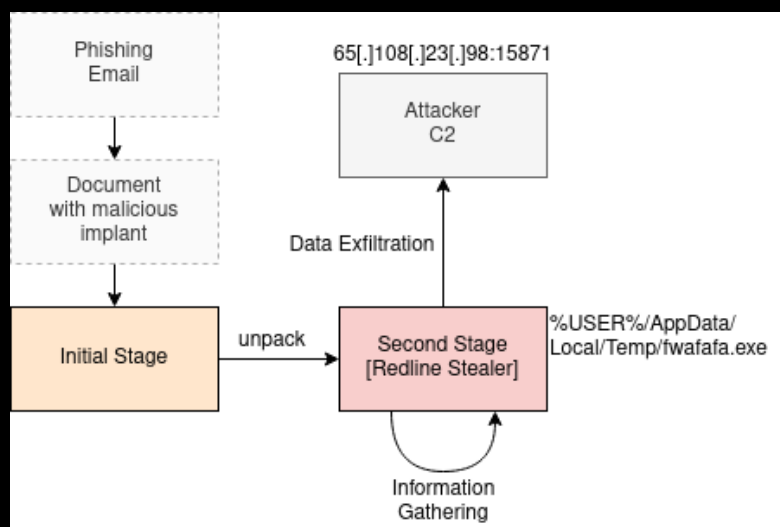 Phishing
Email
65[.]108[.]23[.]98:15871
Attacker
C2
Document
with malicious
implant
Data Exfiltration
Initial Stage
unpack
Second Stage
[Redline Stealer]
%USER%/AppData/
Local/Temp/fwafafa.exe
Information
Gathering